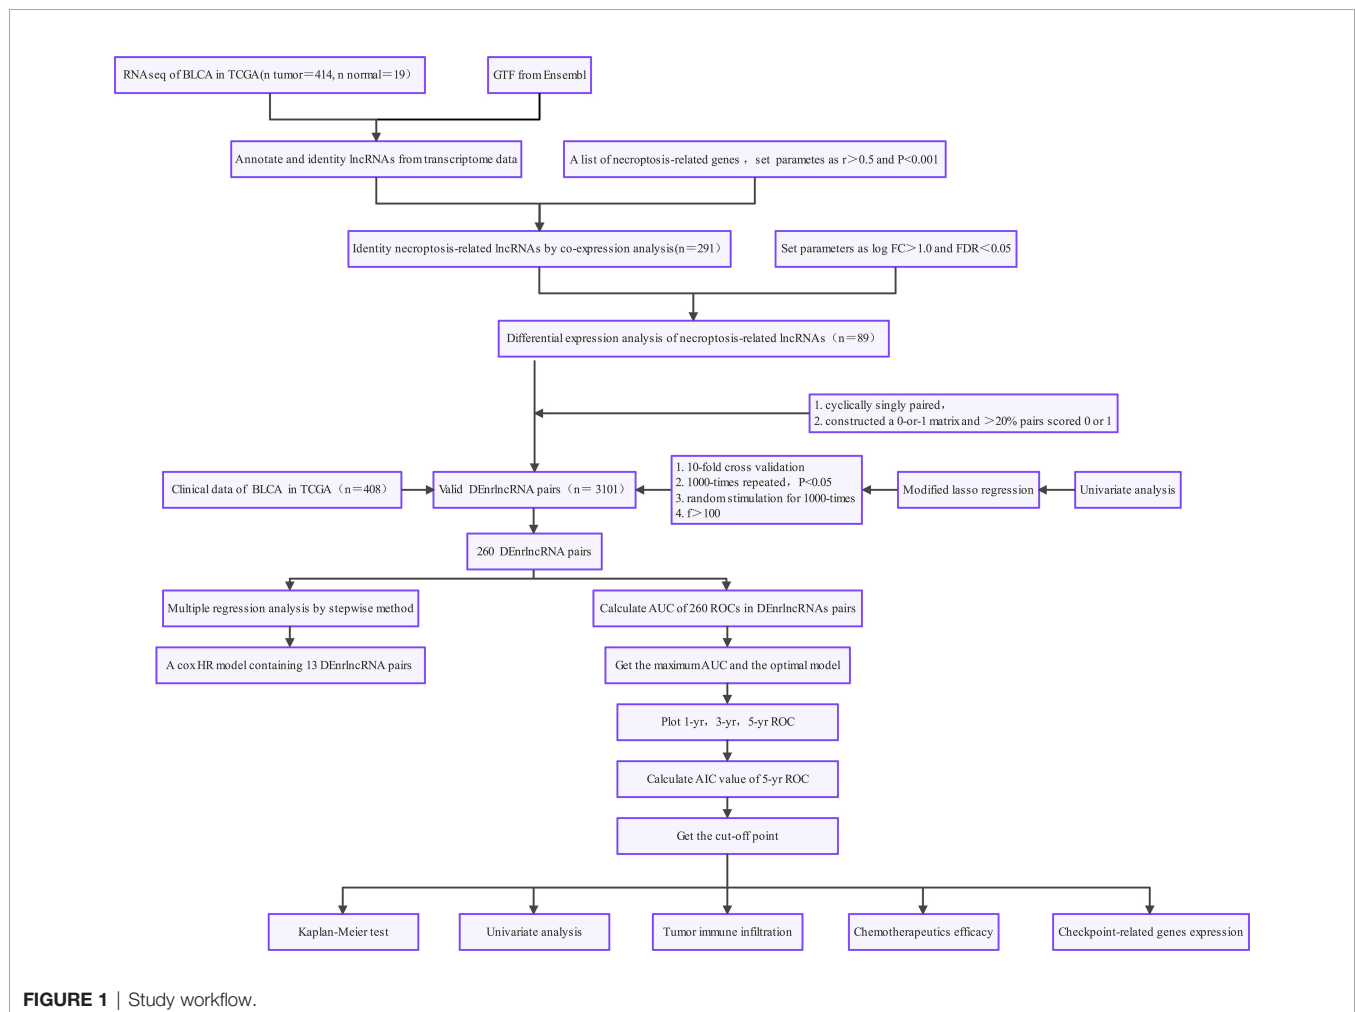 RNAseq of BLCA in TCGA(n tumor＝414, n normal＝19）
GTF from Ensembl
Annotate and identity lncRNAs from transcriptome data
A list of necroptosis-related genes ，set parametes as r＞0.5 and P<0.001
Identity necroptosis-related lncRNAs by co-expression analysis(n＝291）
Set parameters as log FC＞1.0 and FDR＜0.05
Differential expression analysis of necroptosis-related lncRNAs（n＝89）
1. cyclically singly paired，
2. constructed a 0-or-1 matrix and ＞20% pairs scored 0 or 1
Clinical data of BLCA in TCGA（n＝408）
Valid DEnrlncRNA pairs（n＝ 3101）
1. 10-fold cross validation
2. 1000-times repeated，P<0.05
3. random stimulation for 1000-times
4. f＞100
Modified lasso regression
Univariate analysis
260 DEnrlncRNA pairs
Multiple regression analysis by stepwise method
Calculate AUC of 260 ROCs in DEnrlncRNAs pairs
A cox HR model containing 13 DEnrlncRNA pairs
Get the maximum AUC and the optimal model
Plot 1-yr，3-yr，5-yr ROC
Calculate AIC value of 5-yr ROC
Get the cut-off point
Kaplan-Meier test
Univariate analysis
Tumor immune infiltration
Chemotherapeutics efficacy
Checkpoint-related genes expression
FIGURE 1 | Study workflow.